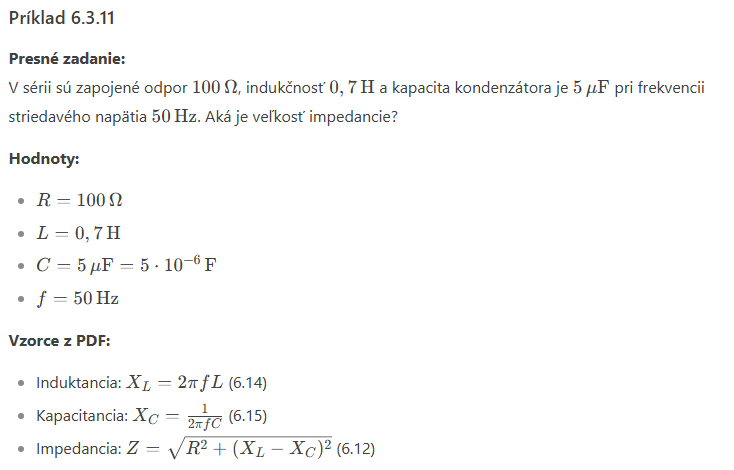 Príklad 6.3.11
Presné zadanie:
V sérii sú zapojené odpor 100 Ω, indukčnosť 0, 7 H a kapacita kondenzátora je 5 μF pri frekvencii
striedavého napätia 50 Hz. Aká je veľkosť impedancie?
Hodnoty:
• R = 100 Ω
• L = 0, 7 H
• C = 5 μF = 5 · 10⁻⁶ F
• f = 50 Hz
Vzorce z PDF:
• Induktancia: X_L = 2πfL (6.14)
• Kapacitancia: X_C = 1/(2πfC) (6.15)
• Impedancia: Z = √(R² + (X_L − X_C)²) (6.12)